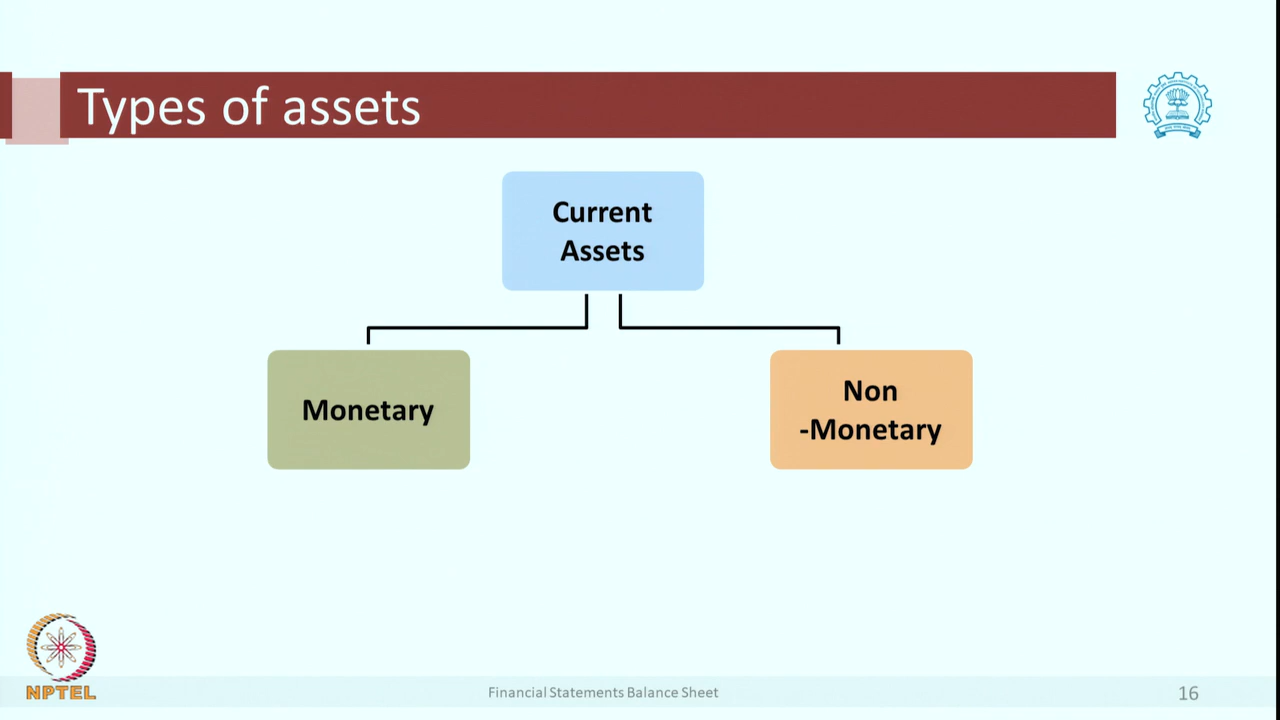 Types of assets
Current
Assets
Monetary
Non
-Monetary
NPTEL
Financial Statements Balance Sheet
16